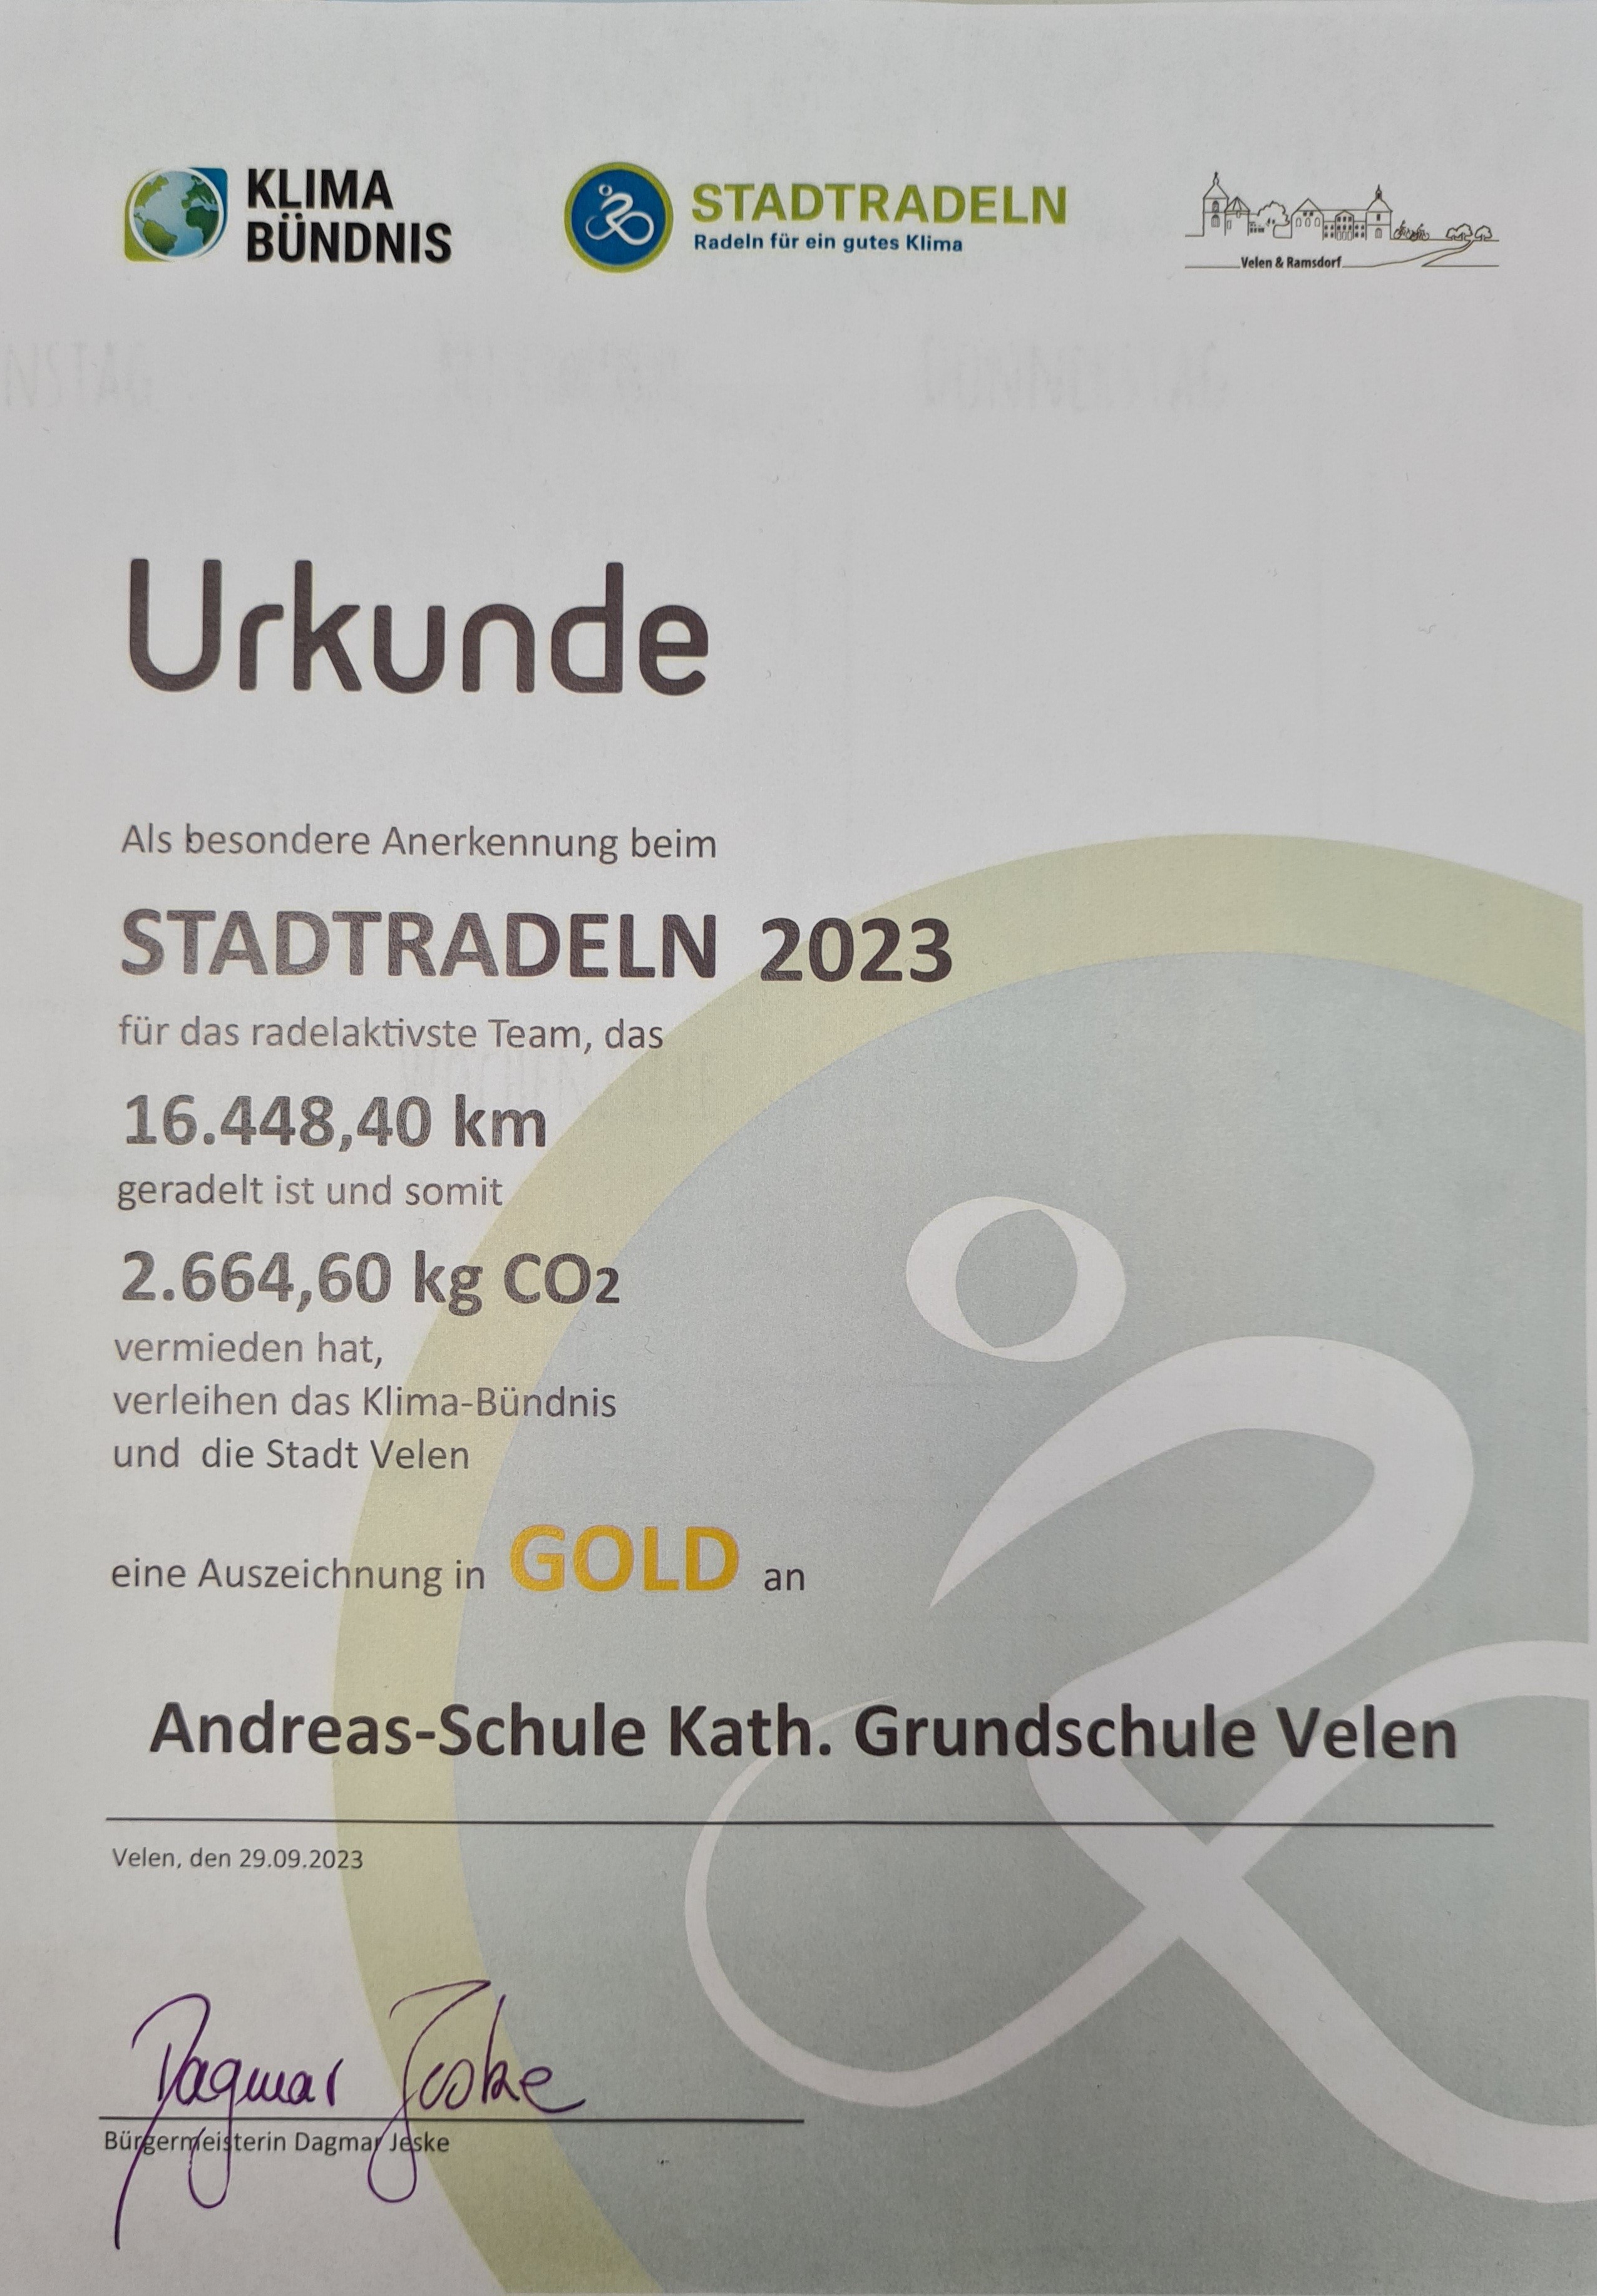 KLIMA
BÜNDNIS
STADTRADELN
Radeln für ein gutes Klima
Velen & Ramsdorf
Urkunde
Als besondere Anerkennung beim
STADTRADELN 2023
für das radelaktivste Team, das
16.448,40 km
geradelt ist und somit
2.664,60 kg CO2
vermieden hat,
verleihen das Klima-Bündnis
und die Stadt Velen
eine Auszeichnung in GOLD an
Andreas-Schule Kath. Grundschule Velen
Velen, den 29.09.2023
Dagmar Jeske
Bürgermeisterin Dagmar Jeske